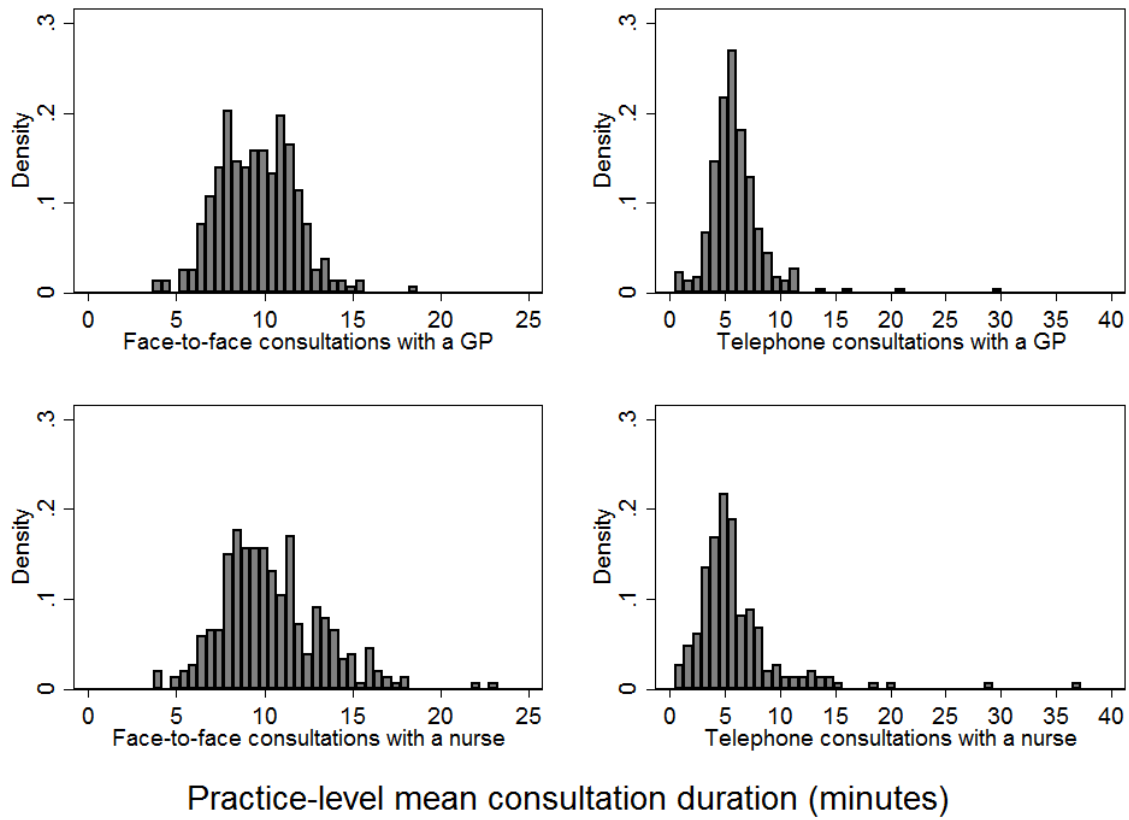 Density
.3
.2
.1
0
0 5 10 15 20 25
Face-to-face consultations with a GP
Density
.3
.2
.1
0
0 5 10 15 20 25 30 35 40
Telephone consultations with a GP
Density
.3
.2
.1
0
0 5 10 15 20 25
Face-to-face consultations with a nurse
Density
.3
.2
.1
0
0 5 10 15 20 25 30 35 40
Telephone consultations with a nurse
Practice-level mean consultation duration (minutes)